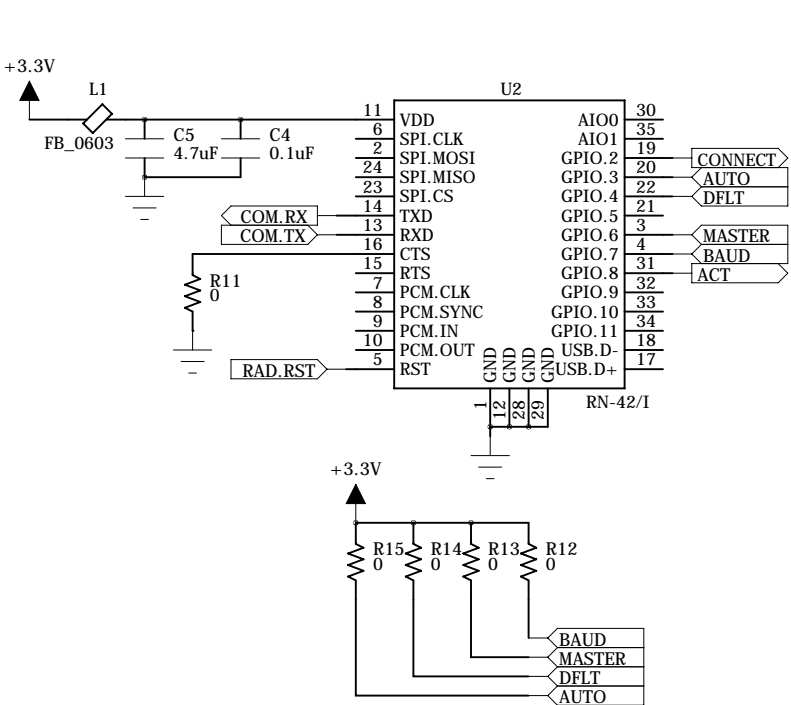 +3.3V
L1
FB_0603
C5
4.7uF
C4
0.1uF
U2
11 VDD
6 SPI.CLK
2 SPI.MOSI
24 SPI.MISO
23 SPI.CS
COM.RX 14 TXD
COM.TX 13 RXD
16 CTS
15 RTS
7 PCM.CLK
8 PCM.SYNC
9 PCM.IN
10 PCM.OUT
RAD.RST 5 RST
R11
0
AIO0 30
AIO1 35
GPIO.2 19 CONNECT
GPIO.3 20 AUTO
GPIO.4 22 DFLT
GPIO.5 21
GPIO.6 3 MASTER
GPIO.7 4 BAUD
GPIO.8 31 ACT
GPIO.9 32
GPIO.10 33
GPIO.11 34
USB.D- 18
USB.D+ 17
GND GND GND GND
1 12 28 29
RN-42/I
+3.3V
R15 R14 R13 R12
0 0 0 0
BAUD
MASTER
DFLT
AUTO